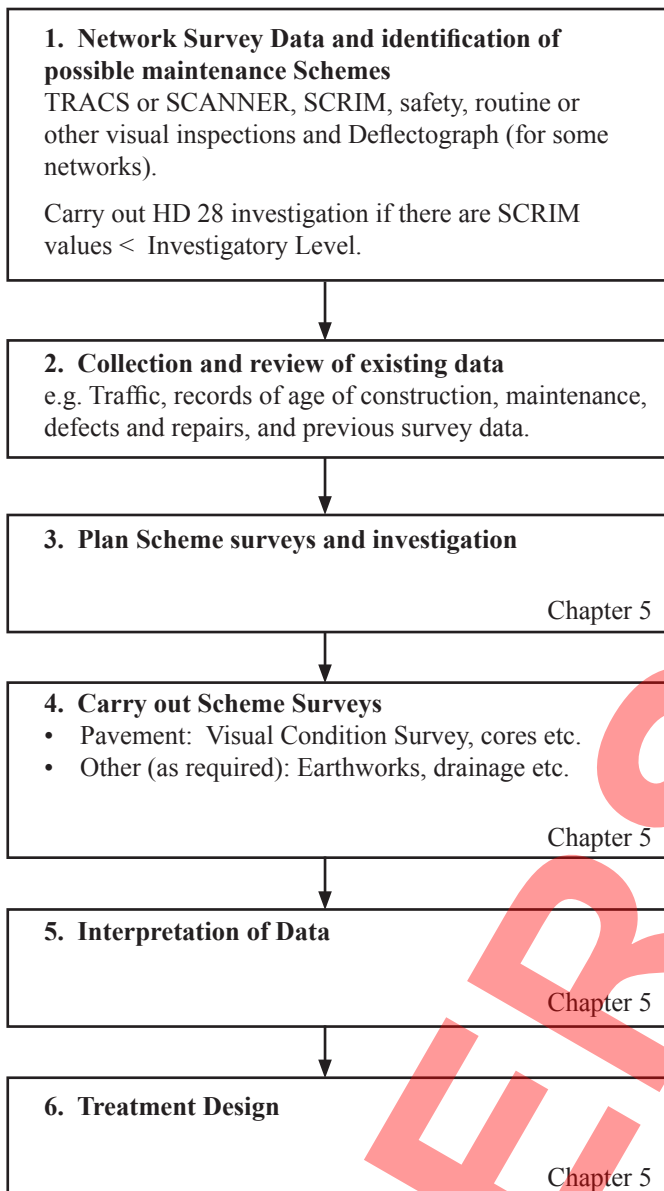 1. Network Survey Data and identification of
possible maintenance Schemes
TRACS or SCANNER, SCRIM, safety, routine or
other visual inspections and Deflectograph (for some
networks).
Carry out HD 28 investigation if there are SCRIM
values < Investigatory Level.
2. Collection and review of existing data
e.g. Traffic, records of age of construction, maintenance,
defects and repairs, and previous survey data.
3. Plan Scheme surveys and investigation
Chapter 5
4. Carry out Scheme Surveys
• Pavement: Visual Condition Survey, cores etc.
• Other (as required): Earthworks, drainage etc.
Chapter 5
5. Interpretation of Data
Chapter 5
6. Treatment Design
Chapter 5